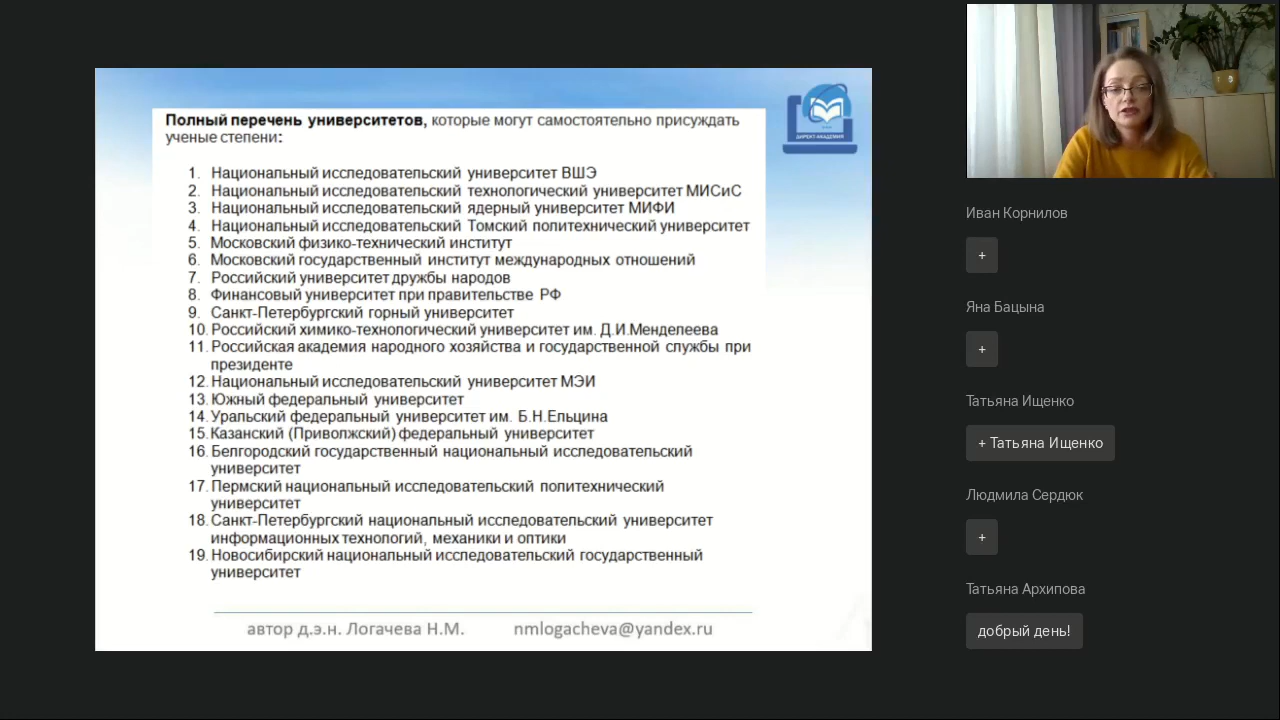 Полный перечень университетов, которые могут самостоятельно присуждать
ученые степени:
1. Национальный исследовательский университет ВШЭ
2. Национальный исследовательский технологический университет МИСиС
3. Национальный исследовательский ядерный университет МИФИ
4. Национальный исследовательский Томский политехнический университет
5. Московский физико-технический институт
6. Московский государственный институт международных отношений
7. Российский университет дружбы народов
8. Финансовый университет при правительстве РФ
9. Санкт-Петербургский горный университет
10. Российский химико-технологический университет им. Д.И.Менделеева
11. Российская академия народного хозяйства и государственной службы при
президенте
12. Национальный исследовательский университет МЭИ
13. Южный федеральный университет
14. Уральский федеральный университет им. Б.Н.Ельцина
15. Казанский (Приволжский) федеральный университет
16. Белгородский государственный национальный исследовательский
университет
17. Пермский национальный исследовательский политехнический
университет
18. Санкт-Петербургский национальный исследовательский университет
информационных технологий, механики и оптики
19. Новосибирский национальный исследовательский государственный
университет
автор д.э.н. Логачева Н.М. nmlogacheva@yandex.ru
ДИРЕКТ-АКАДЕМИЯ
Иван Корнилов
+
Яна Бацына
+
Татьяна Ищенко
+ Татьяна Ищенко
Людмила Сердюк
+
Татьяна Архипова
добрый день!